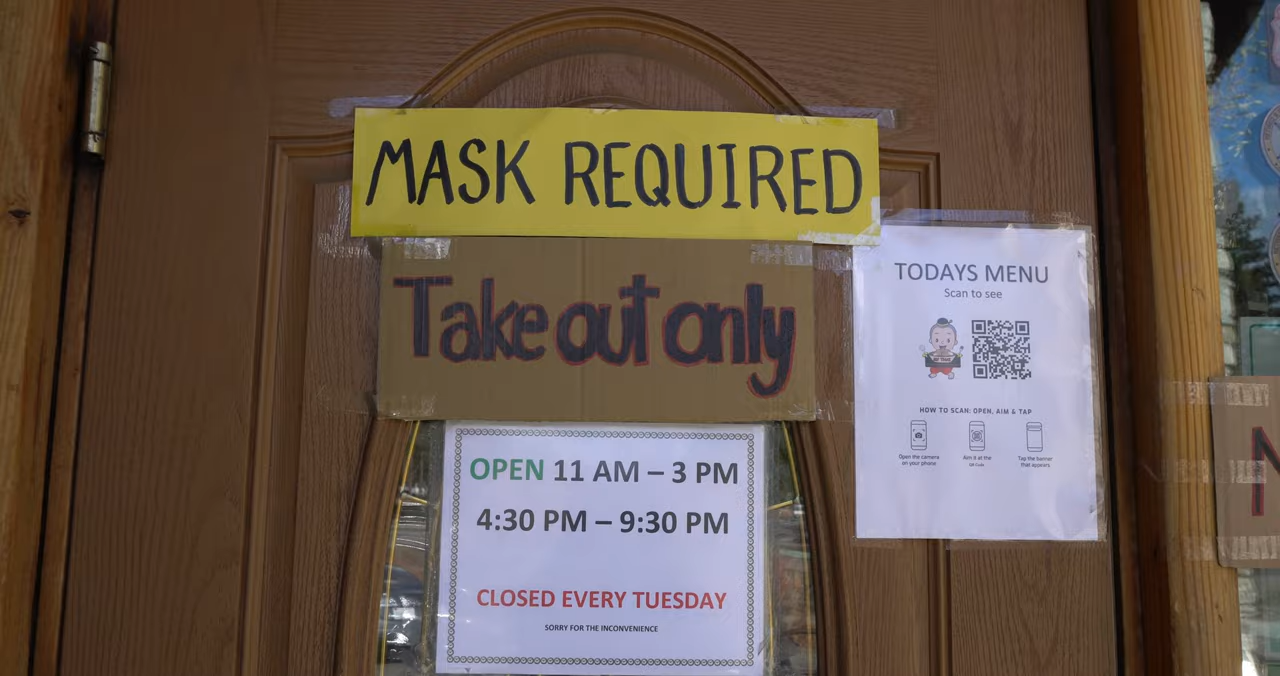 MASK REQUIRED
Take out only
OPEN 11 AM – 3 PM
4:30 PM – 9:30 PM
CLOSED EVERY TUESDAY
SORRY FOR THE INCONVENIENCE
TODAYS MENU
Scan to see
HOW TO SCAN: OPEN, AIM & TAP
Open the camera
on your phone
Aim it at the
QR Code
Tap the banner
that appears
N